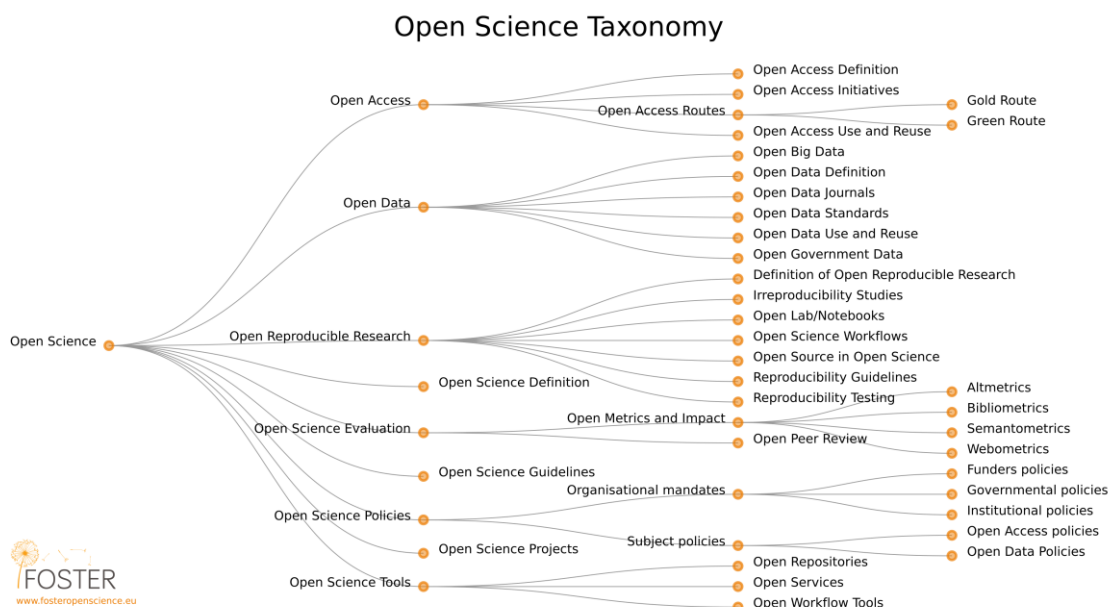 Open Science Taxonomy
Open Science
Open Access
Open Access Definition
Open Access Initiatives
Open Access Routes
Gold Route
Green Route
Open Access Use and Reuse
Open Data
Open Big Data
Open Data Definition
Open Data Journals
Open Data Standards
Open Data Use and Reuse
Open Government Data
Open Reproducible Research
Definition of Open Reproducible Research
Irreproducibility Studies
Open Lab/Notebooks
Open Science Workflows
Open Source in Open Science
Reproducibility Guidelines
Reproducibility Testing
Open Science Definition
Open Science Evaluation
Open Metrics and Impact
Altmetrics
Bibliometrics
Semantometrics
Webometrics
Open Peer Review
Open Science Guidelines
Open Science Policies
Organisational mandates
Funders policies
Governmental policies
Institutional policies
Subject policies
Open Access policies
Open Data Policies
Open Science Projects
Open Science Tools
Open Repositories
Open Services
Open Workflow Tools
FOSTER
www.fosteropenscience.eu